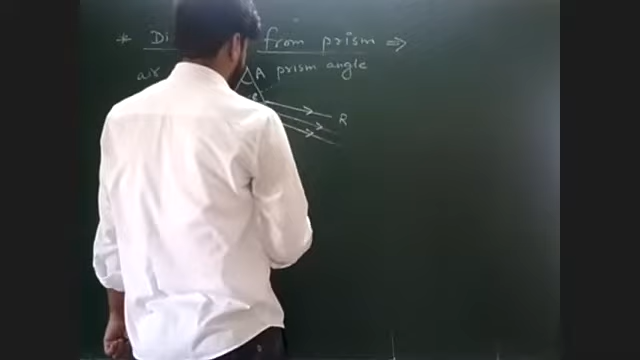 * Di from prism ⇒
air A prism angle
e
R